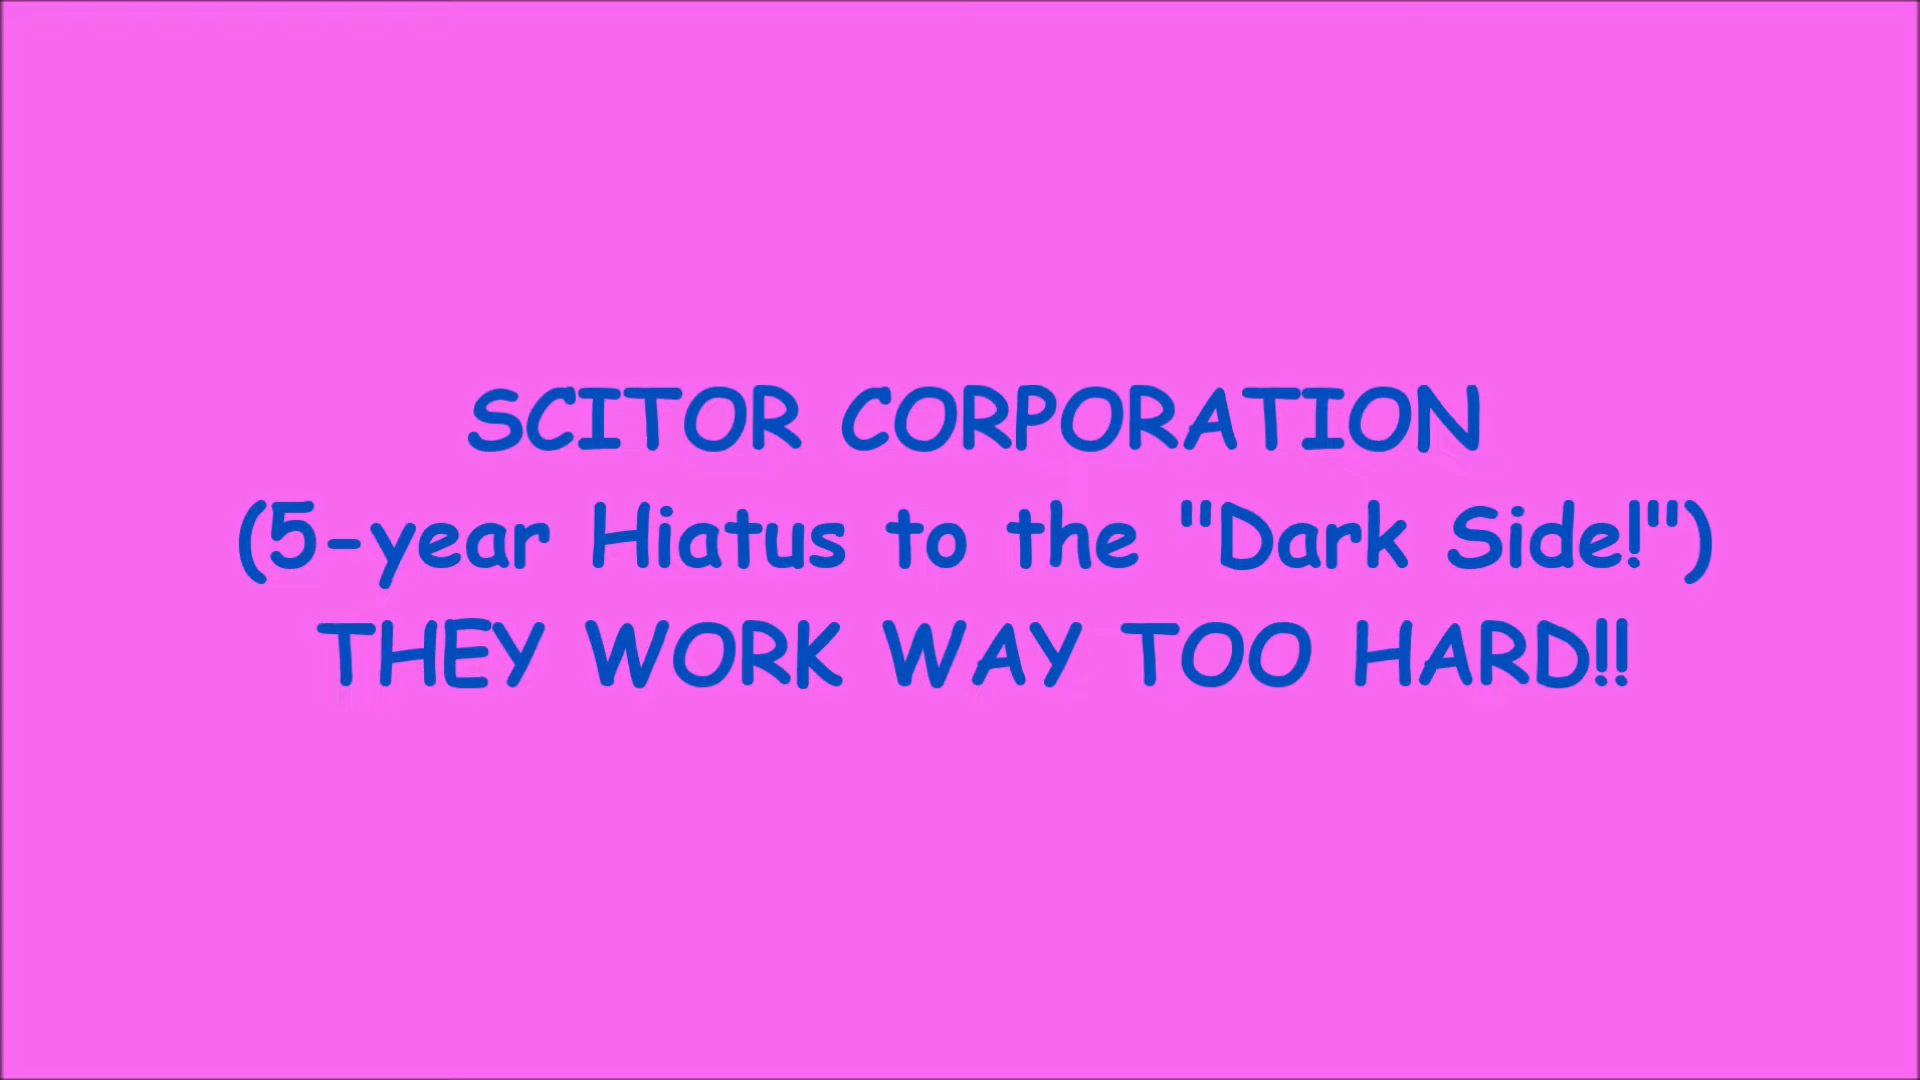 SCITOR CORPORATION
(5-year Hiatus to the "Dark Side!")
THEY WORK WAY TOO HARD!!